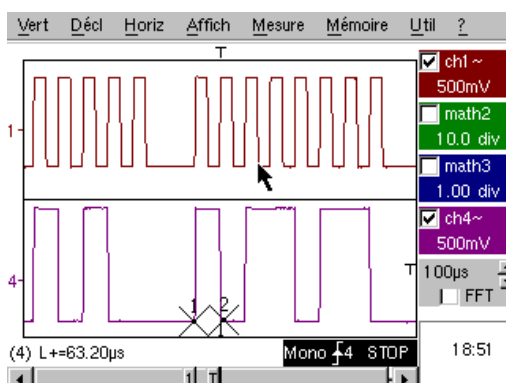 Vert Décl Horiz Affich Mesure Mémoire Util ?
T
ch1~
500mV
math2
10.0 div
math3
1.00 div
ch4~
500mV
1
4
1 2
T
100µs
FFT
(4) L+=63.20µs
Mono 4 STOP
18:51
1 T